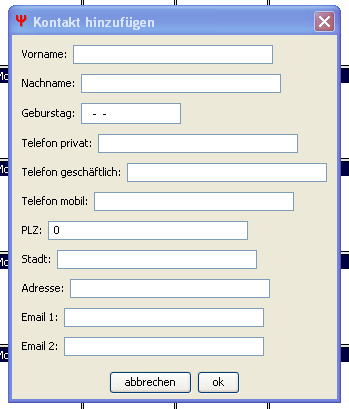 Kontakt hinzufügen
Vorname:
Nachname:
Geburstag: - -
Telefon privat:
Telefon geschäftlich:
Telefon mobil:
PLZ: 0
Stadt:
Adresse:
Email 1:
Email 2:
abbrechen ok